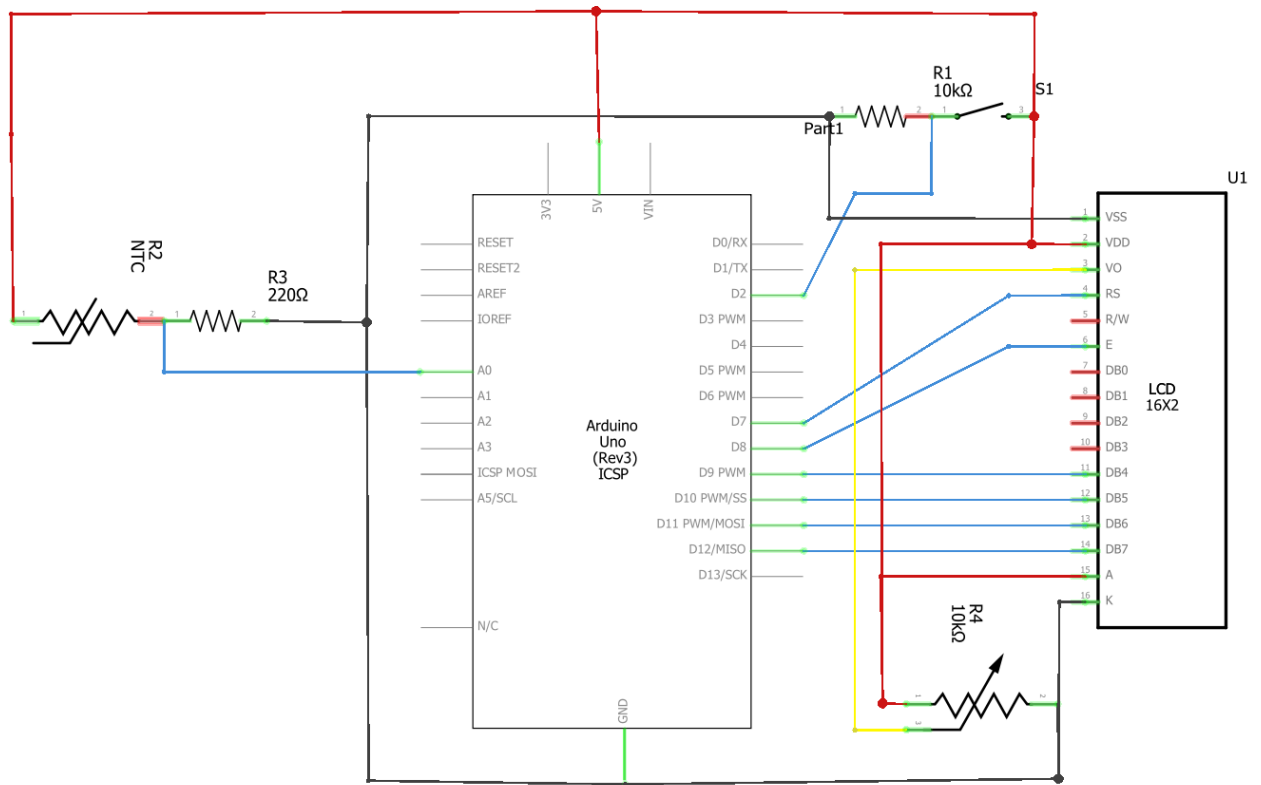 R1
10kΩ
S1
1
2
1
3
Part1
U1
3V3
5V
VIN
R2
NTC
R3
220Ω
1
2
1
2
RESET
RESET2
AREF
IOREF
A0
A1
A2
A3
ICSP MOSI
A5/SCL
N/C
Arduino
Uno
(Rev3)
ICSP
D0/RX
D1/TX
D2
D3 PWM
D4
D5 PWM
D6 PWM
D7
D8
D9 PWM
D10 PWM/SS
D11 PWM/MOSI
D12/MISO
D13/SCK
GND
1 VSS
2 VDD
3 VO
4 RS
5 R/W
6 E
7 DB0
8 DB1
9 DB2
10 DB3
11 DB4
12 DB5
13 DB6
14 DB7
15 A
16 K
LCD
16X2
R4
10kΩ
1
2
3